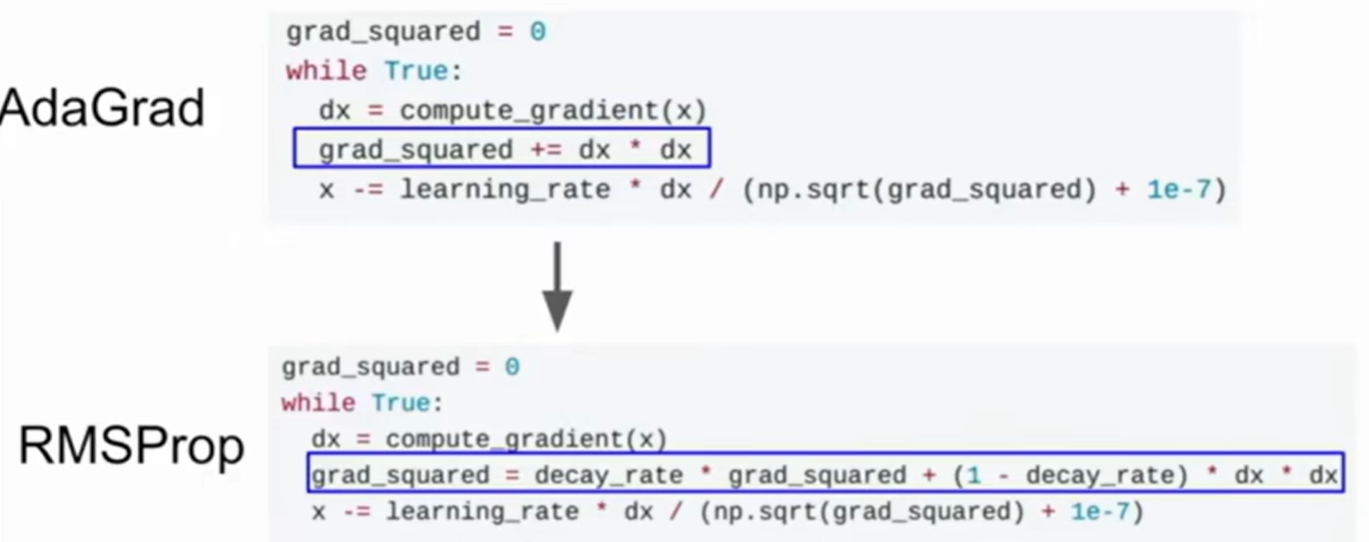 AdaGrad
grad_squared = 0
while True:
  dx = compute_gradient(x)
  grad_squared += dx * dx
  x -= learning_rate * dx / (np.sqrt(grad_squared) + 1e-7)
RMSProp
grad_squared = 0
while True:
  dx = compute_gradient(x)
  grad_squared = decay_rate * grad_squared + (1 - decay_rate) * dx * dx
  x -= learning_rate * dx / (np.sqrt(grad_squared) + 1e-7)